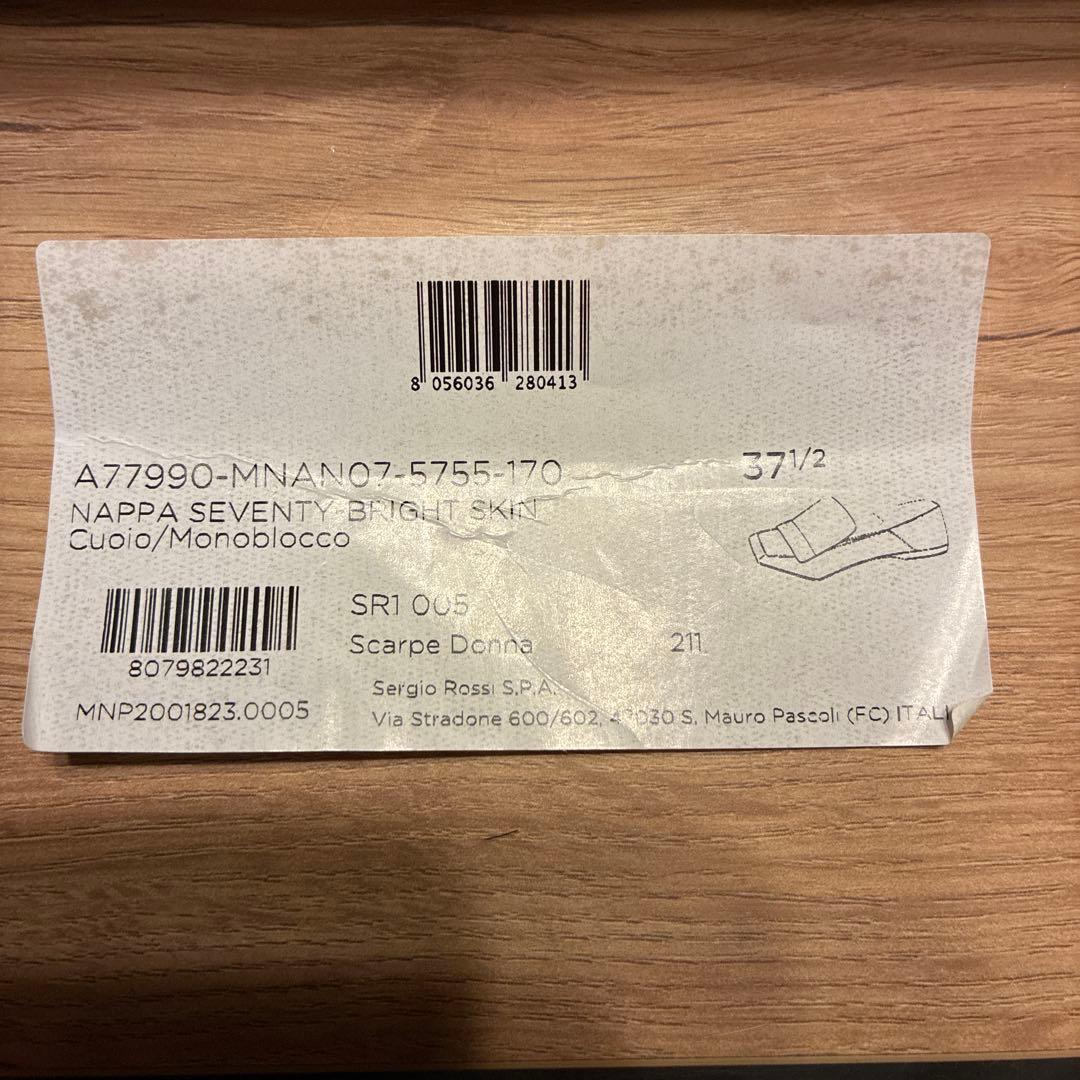 8 056036 280413
A77990-MNAN07-5755-170
37 1/2
NAPPA SEVENTY BRIGHT SKIN
Cuoio/Monoblocco
SR1 005
Scarpe Donna 211
8079822231
Sergio Rossi S.P.A.
MNP2001823.0005
Via Stradone 600/602, S. Mauro Pascoli (FC)